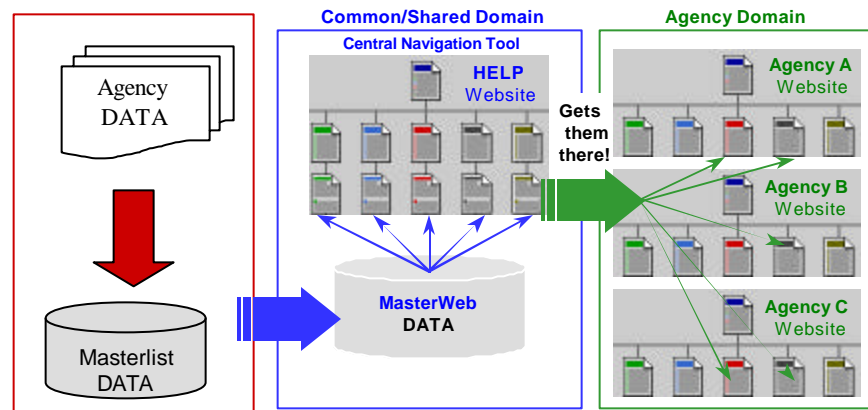 Common/Shared Domain
Agency Domain
Central Navigation Tool
Agency
DATA
HELP
Website
Gets
them
there!
Agency A
Website
Agency B
Website
MasterWeb
DATA
Masterlist
DATA
Agency C
Website